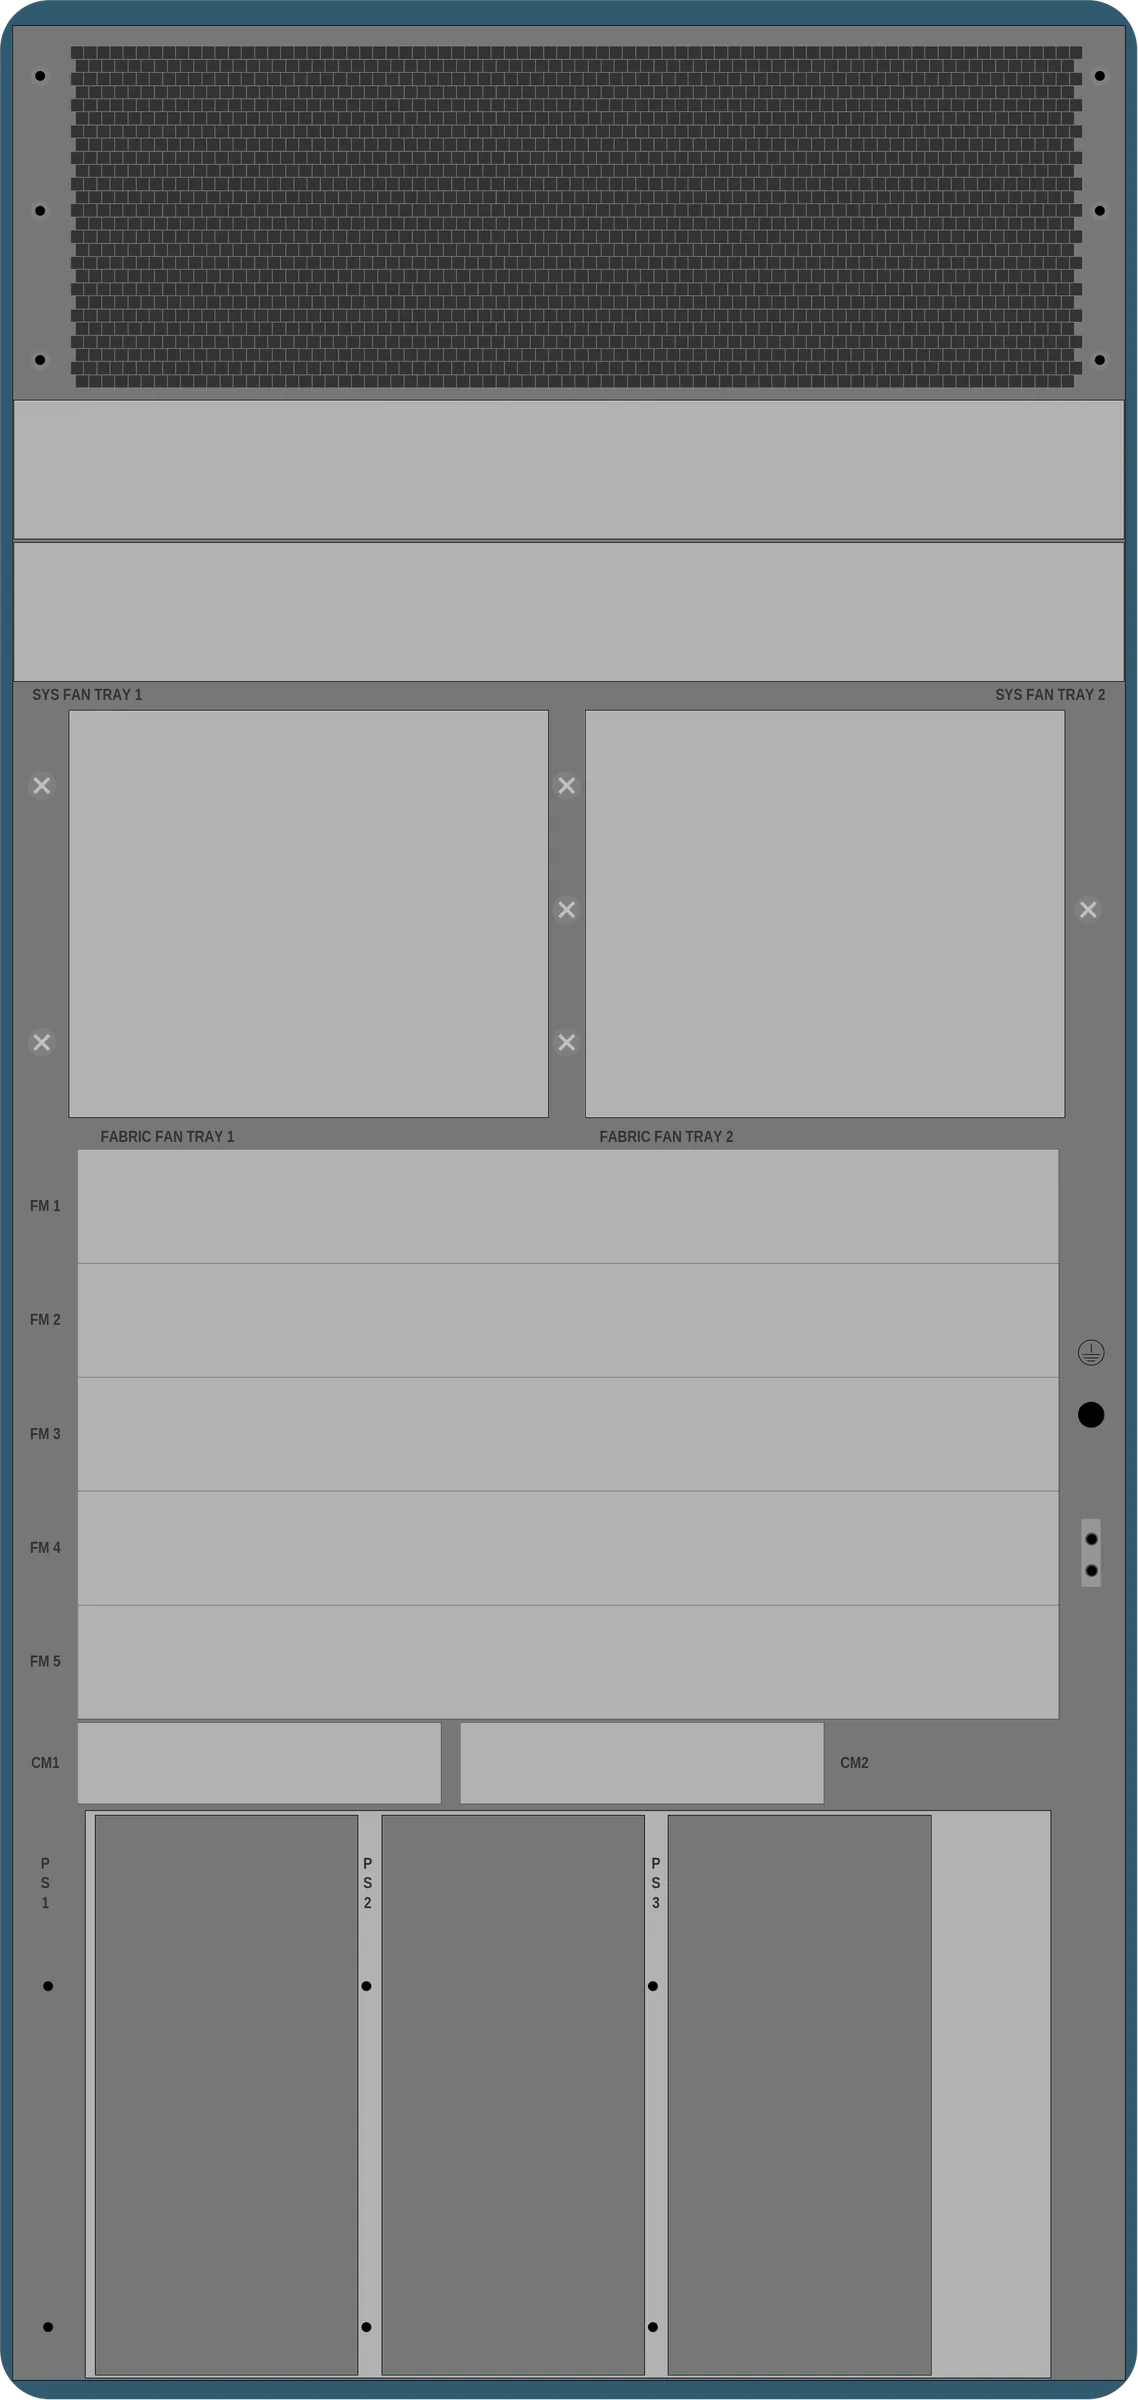 SYS FAN TRAY 1
SYS FAN TRAY 2
FABRIC FAN TRAY 1
FABRIC FAN TRAY 2
FM 1
FM 2
FM 3
FM 4
FM 5
CM1
CM2
P
S
1
P
S
2
P
S
3